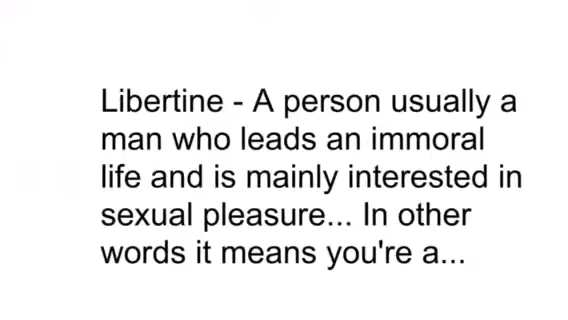 Libertine - A person usually a
man who leads an immoral
life and is mainly interested in
sexual pleasure... In other
words it means you're a...